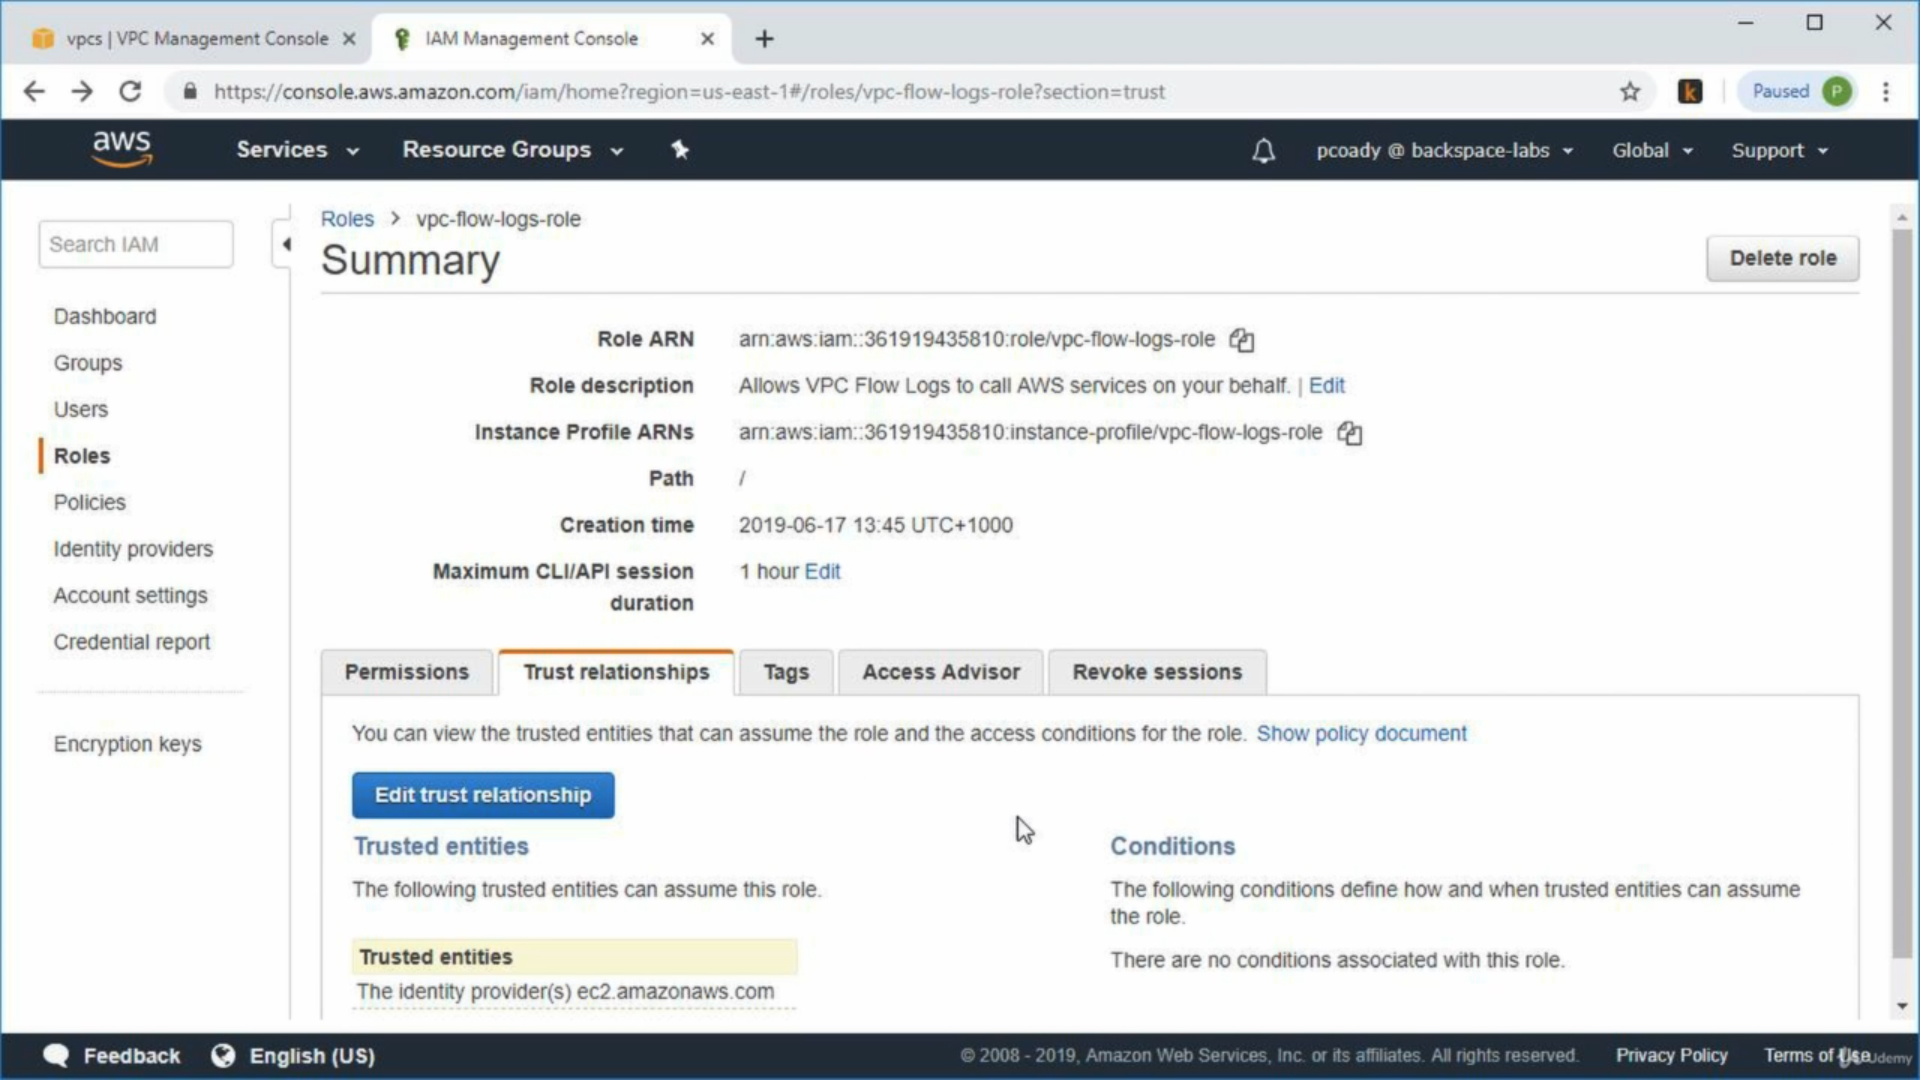 vpcs | VPC Management Console
IAM Management Console
https://console.aws.amazon.com/iam/home?region=us-east-1#/roles/vpc-flow-logs-role?section=trust
k
Paused P
aws
Services
Resource Groups
pcoady @ backspace-labs
Global
Support
Search IAM
Dashboard
Groups
Users
Roles
Policies
Identity providers
Account settings
Credential report
Encryption keys
Roles > vpc-flow-logs-role
Summary
Delete role
Role ARN arn:aws:iam::361919435810:role/vpc-flow-logs-role
Role description Allows VPC Flow Logs to call AWS services on your behalf. | Edit
Instance Profile ARNs arn:aws:iam::361919435810:instance-profile/vpc-flow-logs-role
Path /
Creation time 2019-06-17 13:45 UTC+1000
Maximum CLI/API session 1 hour Edit
duration
Permissions
Trust relationships
Tags
Access Advisor
Revoke sessions
You can view the trusted entities that can assume the role and the access conditions for the role. Show policy document
Edit trust relationship
Trusted entities
The following trusted entities can assume this role.
Trusted entities
The identity provider(s) ec2.amazonaws.com
Conditions
The following conditions define how and when trusted entities can assume
the role.
There are no conditions associated with this role.
Feedback
English (US)
© 2008 - 2019, Amazon Web Services, Inc. or its affiliates. All rights reserved.
Privacy Policy
Terms of Use
Udemy